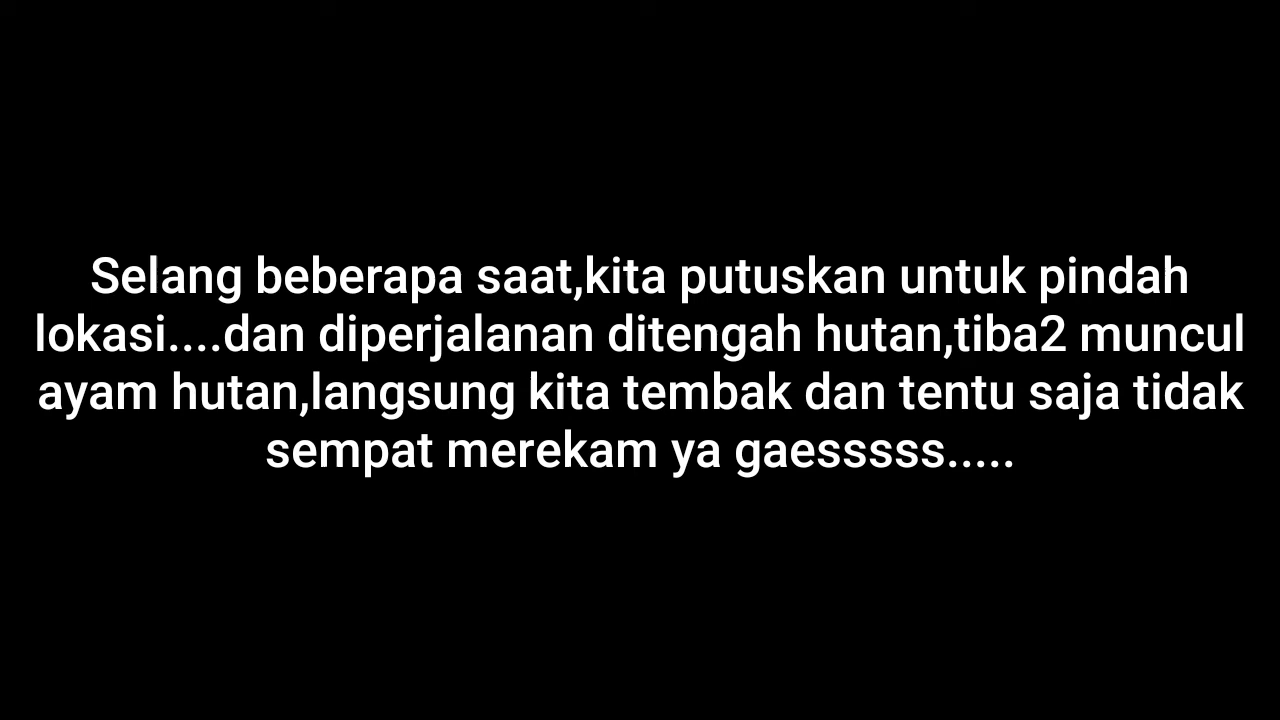 Selang beberapa saat,kita putuskan untuk pindah
lokasi....dan diperjalanan ditengah hutan,tiba2 muncul
ayam hutan,langsung kita tembak dan tentu saja tidak
sempat merekam ya gaesssss.....